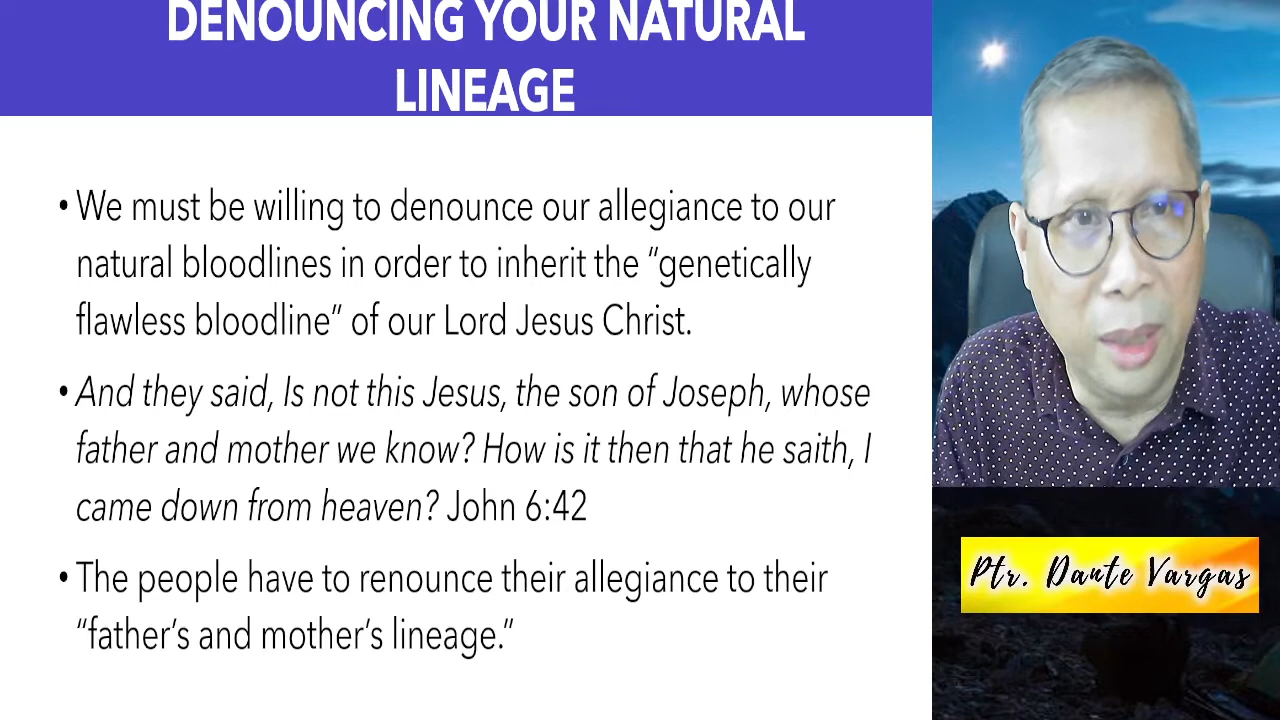 DENOUNCING YOUR NATURAL
LINEAGE
• We must be willing to denounce our allegiance to our
natural bloodlines in order to inherit the “genetically
flawless bloodline” of our Lord Jesus Christ.
• And they said, Is not this Jesus, the son of Joseph, whose
father and mother we know? How is it then that he saith, I
came down from heaven? John 6:42
• The people have to renounce their allegiance to their
“father’s and mother’s lineage.”
Ptr. Dante Vargas